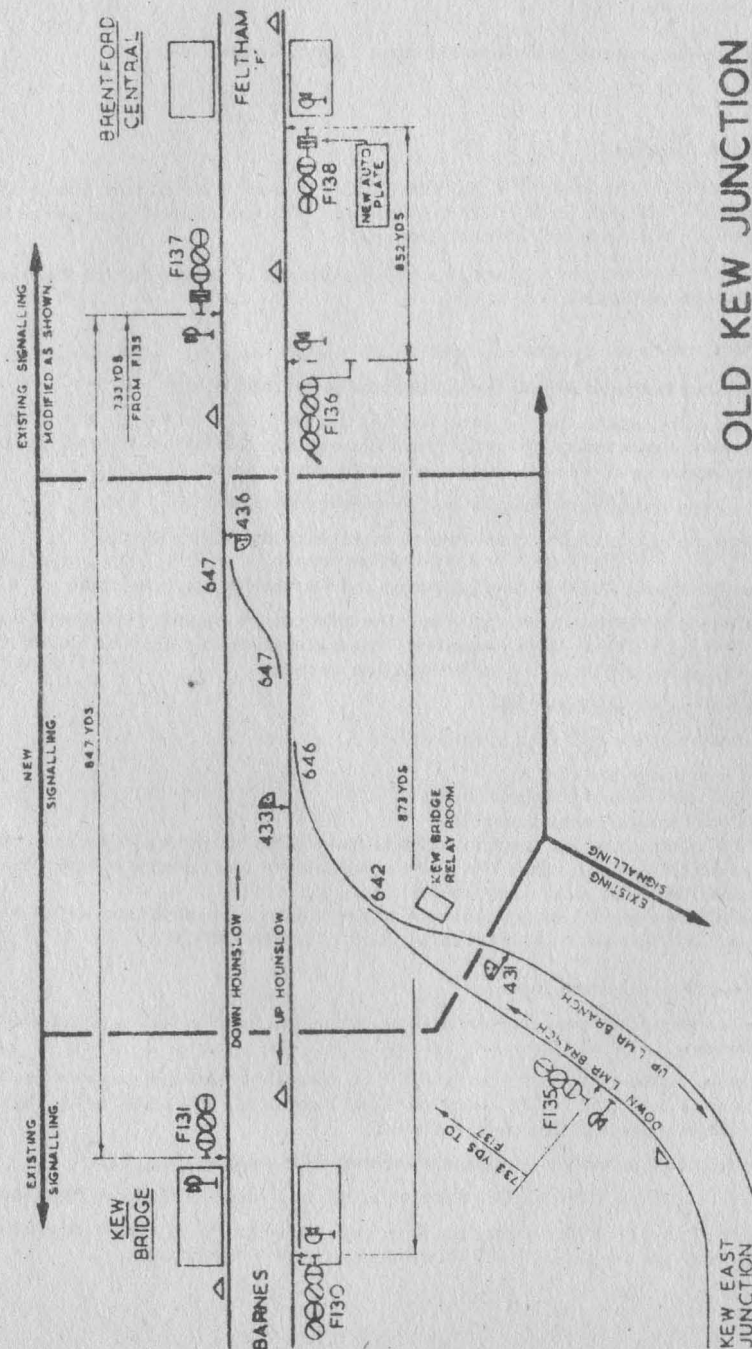 EXISTING
SIGNALLING.
NEW
SIGNALLING.
EXISTING SIGNALLING
MODIFIED AS SHOWN.
847 YDS
733 YDS
FROM F135
KEW
BRIDGE
F131
F137
BRENTFORD
CENTRAL
DOWN HOUNSLOW
647
436
BARNES
UP HOUNSLOW
433
646
647
FELTHAM
'F'
F130
642
KEW BRIDGE
RELAY ROOM
873 YDS
F136
F138
NEW AUTO
PLATE
852 YDS
431
F135
733 YDS TO
F137
DOWN LMR BRANCH
UP LMR BRANCH
EXISTING
SIGNALLING
KEW EAST
JUNCTION
OLD KEW JUNCTION